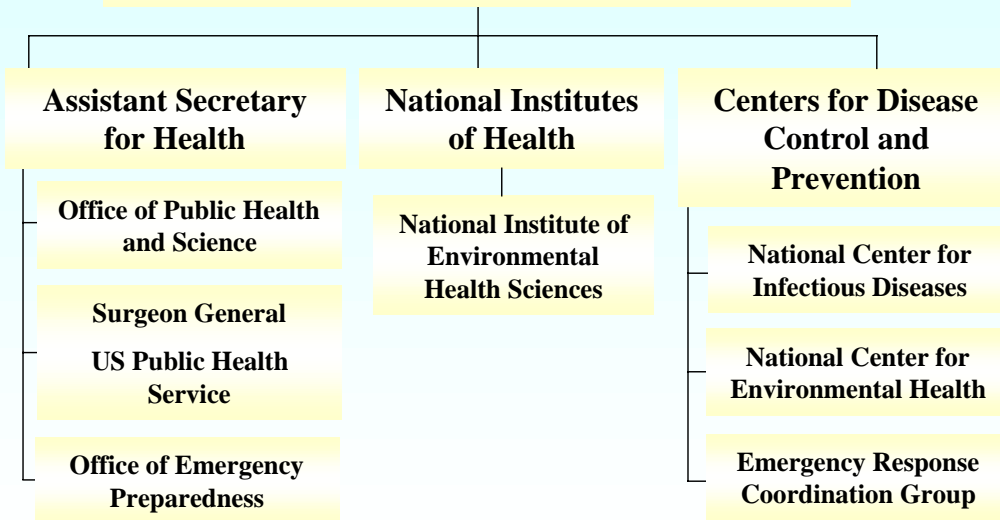 Assistant Secretary
for Health
Office of Public Health
and Science
Surgeon General
US Public Health
Service
Office of Emergency
Preparedness
National Institutes
of Health
National Institute of
Environmental
Health Sciences
Centers for Disease
Control and
Prevention
National Center for
Infectious Diseases
National Center for
Environmental Health
Emergency Response
Coordination Group